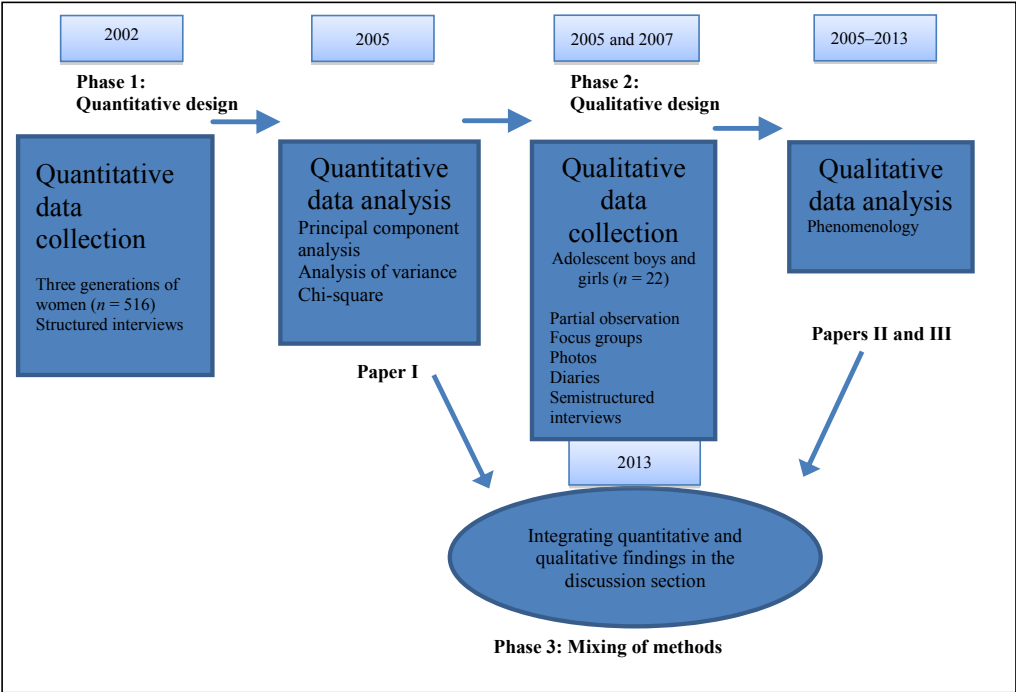 2002
2005
2005 and 2007
2005–2013
Phase 1:
Quantitative design
Phase 2:
Qualitative design
Quantitative
data
collection
Three generations of
women (n = 516)
Structured interviews
Quantitative
data analysis
Principal component
analysis
Analysis of variance
Chi-square
Qualitative
data
collection
Adolescent boys and
girls (n = 22)
Partial observation
Focus groups
Photos
Diaries
Semistructured
interviews
Qualitative
data analysis
Phenomenology
Paper I
Papers II and III
2013
Integrating quantitative and
qualitative findings in the
discussion section
Phase 3: Mixing of methods